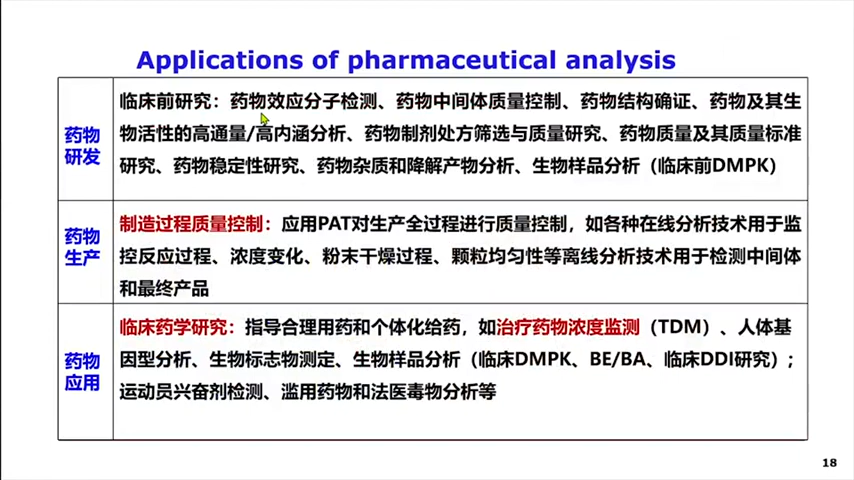 Applications of pharmaceutical analysis
药物
研发
临床前研究：药物效应分子检测、药物中间体质量控制、药物结构确证、药物及其生
物活性的高通量/高内涵分析、药物制剂处方筛选与质量研究、药物质量及其质量标准
研究、药物稳定性研究、药物杂质和降解产物分析、生物样品分析（临床前DMPK）
药物
生产
制造过程质量控制：应用PAT对生产全过程进行质量控制，如各种在线分析技术用于监
控反应过程、浓度变化、粉末干燥过程、颗粒均匀性等离线分析技术用于检测中间体
和最终产品
药物
应用
临床药学研究：指导合理用药和个体化给药，如治疗药物浓度监测（TDM）、人体基
因型分析、生物标志物测定、生物样品分析（临床DMPK、BE/BA、临床DDI研究）；
运动员兴奋剂检测、滥用药物和法医毒物分析等
18